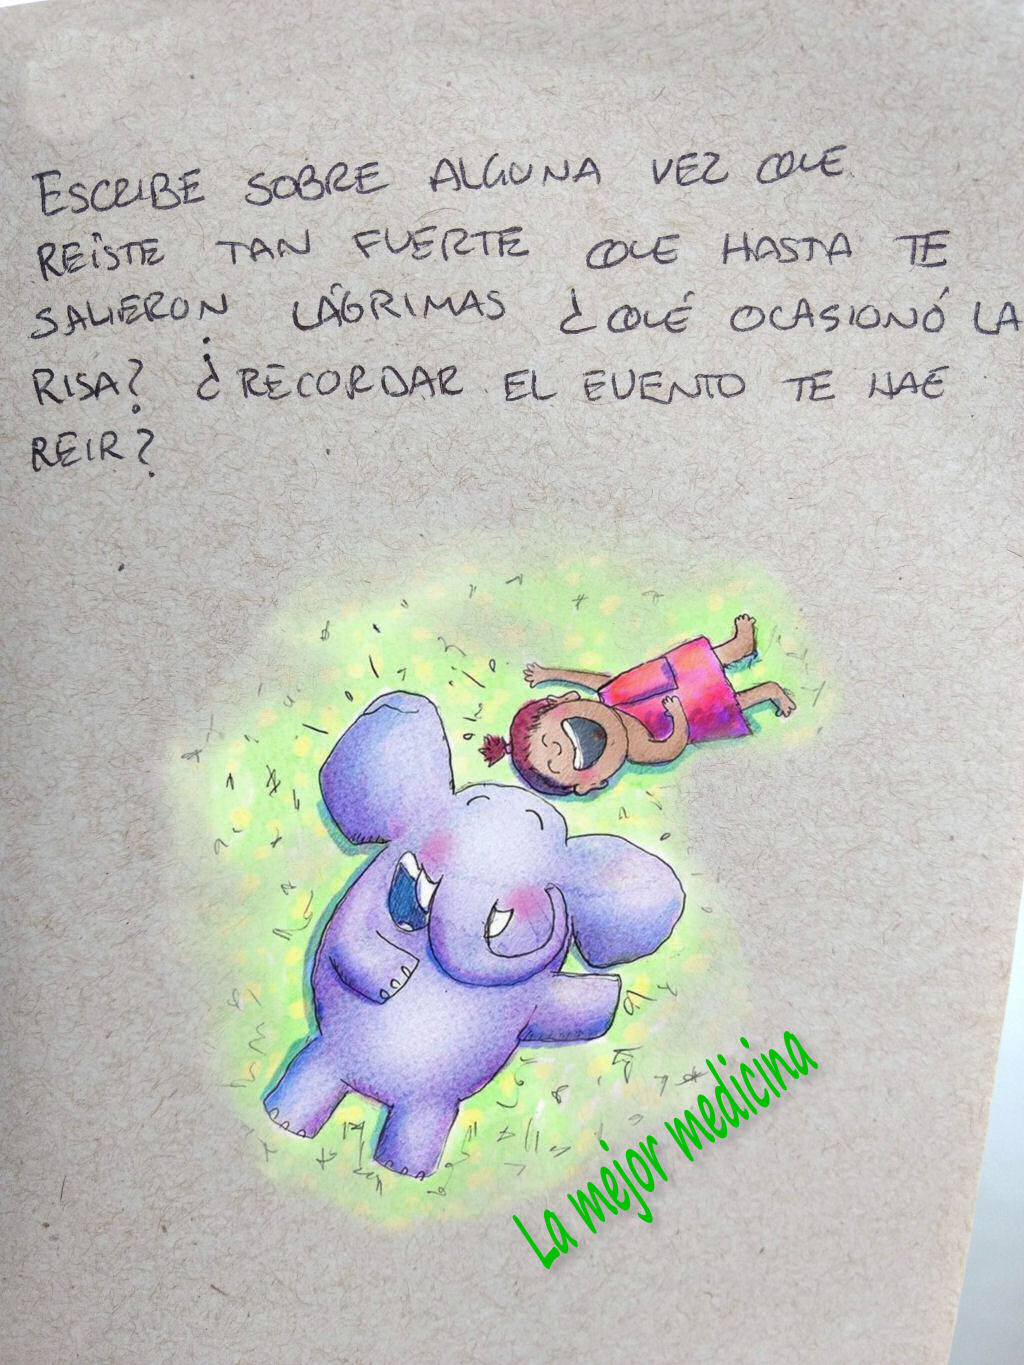 ESCRIBE SOBRE ALGUNA VEZ QUE
REÍSTE TAN FUERTE QUE HASTA TE
SALIERON LÁGRIMAS ¿QUÉ OCASIONÓ LA
RISA? ¿RECORDAR EL EVENTO TE HACE
REIR?
La mejor medicina